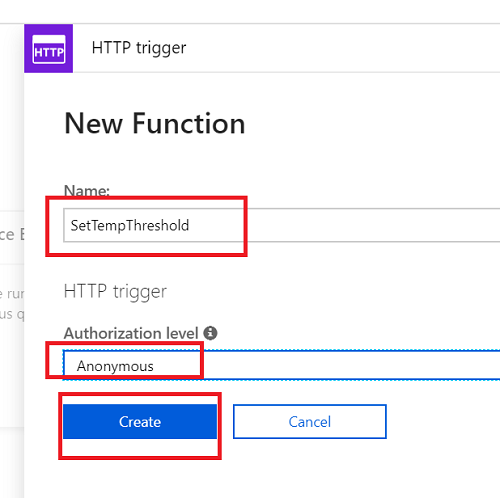 HTTP
HTTP trigger
New Function
Name:
SetTempThreshold
HTTP trigger
Authorization level
Anonymous
Create
Cancel
ce
e rur
us q